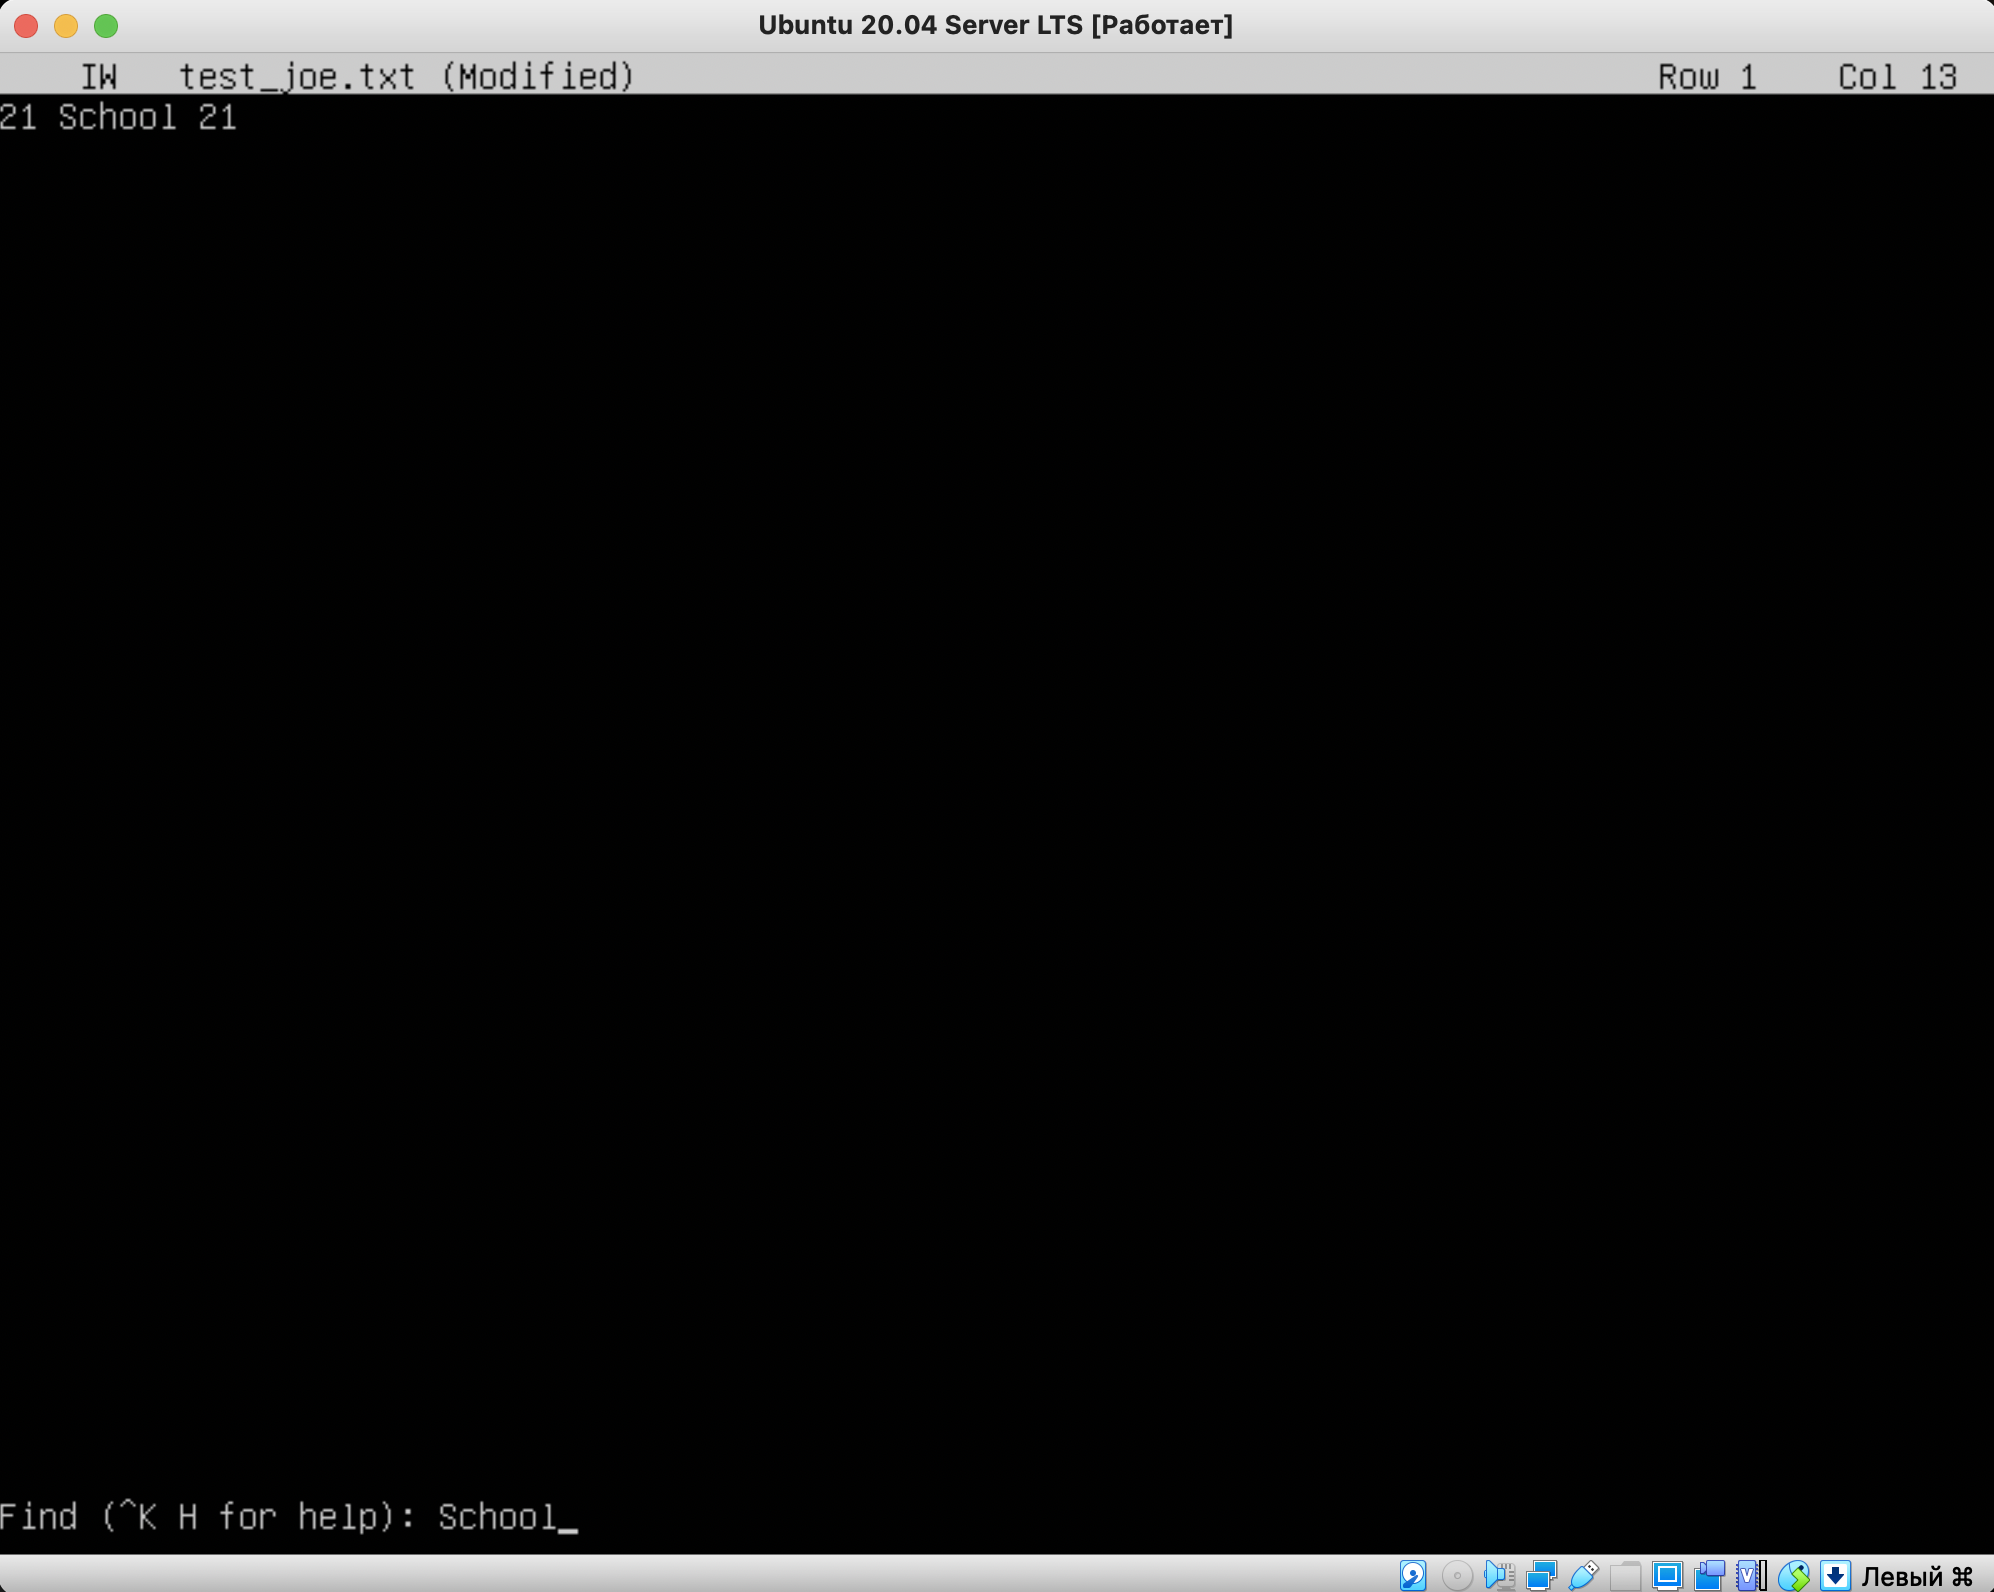 Ubuntu 20.04 Server LTS [Работает]
IW test_joe.txt (Modified) Row 1 Col 13
21 School 21
Find (^K H for help): School_
Левый ⌘